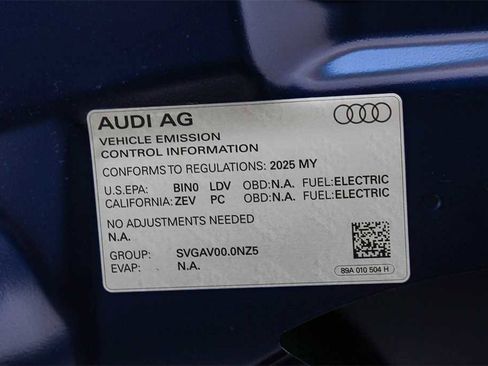 AUDI AG
VEHICLE EMISSION
CONTROL INFORMATION
CONFORMS TO REGULATIONS: 2025 MY
U.S.EPA: BIN0 LDV OBD:N.A. FUEL:ELECTRIC
CALIFORNIA: ZEV PC OBD:N.A. FUEL:ELECTRIC
NO ADJUSTMENTS NEEDED
N.A.
GROUP: SVGAV00.0NZ5
EVAP: N.A.
89A 010 504 H